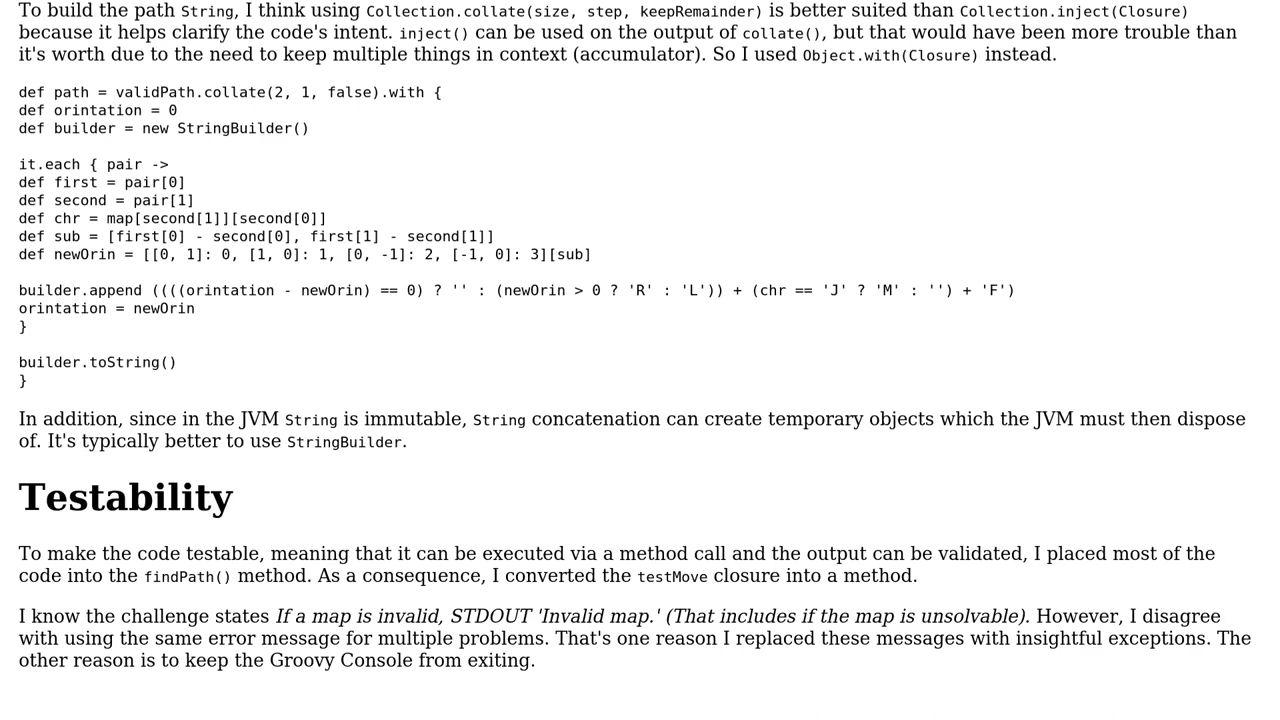 To build the path String, I think using Collection.collate(size, step, keepRemainder) is better suited than Collection.inject(Closure)
because it helps clarify the code's intent. inject() can be used on the output of collate(), but that would have been more trouble than
it's worth due to the need to keep multiple things in context (accumulator). So I used Object.with(Closure) instead.
def path = validPath.collate(2, 1, false).with {
def orintation = 0
def builder = new StringBuilder()
it.each { pair ->
def first = pair[0]
def second = pair[1]
def chr = map[second[1]][second[0]]
def sub = [first[0] - second[0], first[1] - second[1]]
def newOrin = [[0, 1]: 0, [1, 0]: 1, [0, -1]: 2, [-1, 0]: 3][sub]
builder.append ((((orintation - newOrin) == 0) ? '' : (newOrin > 0 ? 'R' : 'L')) + (chr == 'J' ? 'M' : '') + 'F')
orintation = newOrin
}
builder.toString()
}
In addition, since in the JVM String is immutable, String concatenation can create temporary objects which the JVM must then dispose
of. It's typically better to use StringBuilder.
Testability
To make the code testable, meaning that it can be executed via a method call and the output can be validated, I placed most of the
code into the findPath() method. As a consequence, I converted the testMove closure into a method.
I know the challenge states If a map is invalid, STDOUT 'Invalid map.' (That includes if the map is unsolvable). However, I disagree
with using the same error message for multiple problems. That's one reason I replaced these messages with insightful exceptions. The
other reason is to keep the Groovy Console from exiting.